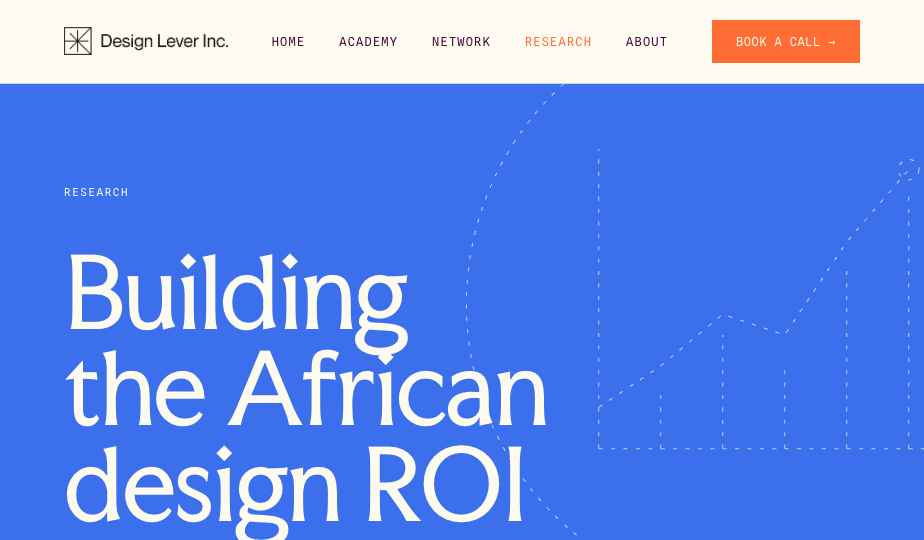 Design Lever Inc.
HOME
ACADEMY
NETWORK
RESEARCH
ABOUT
BOOK A CALL →
RESEARCH
Building
the African
design ROI